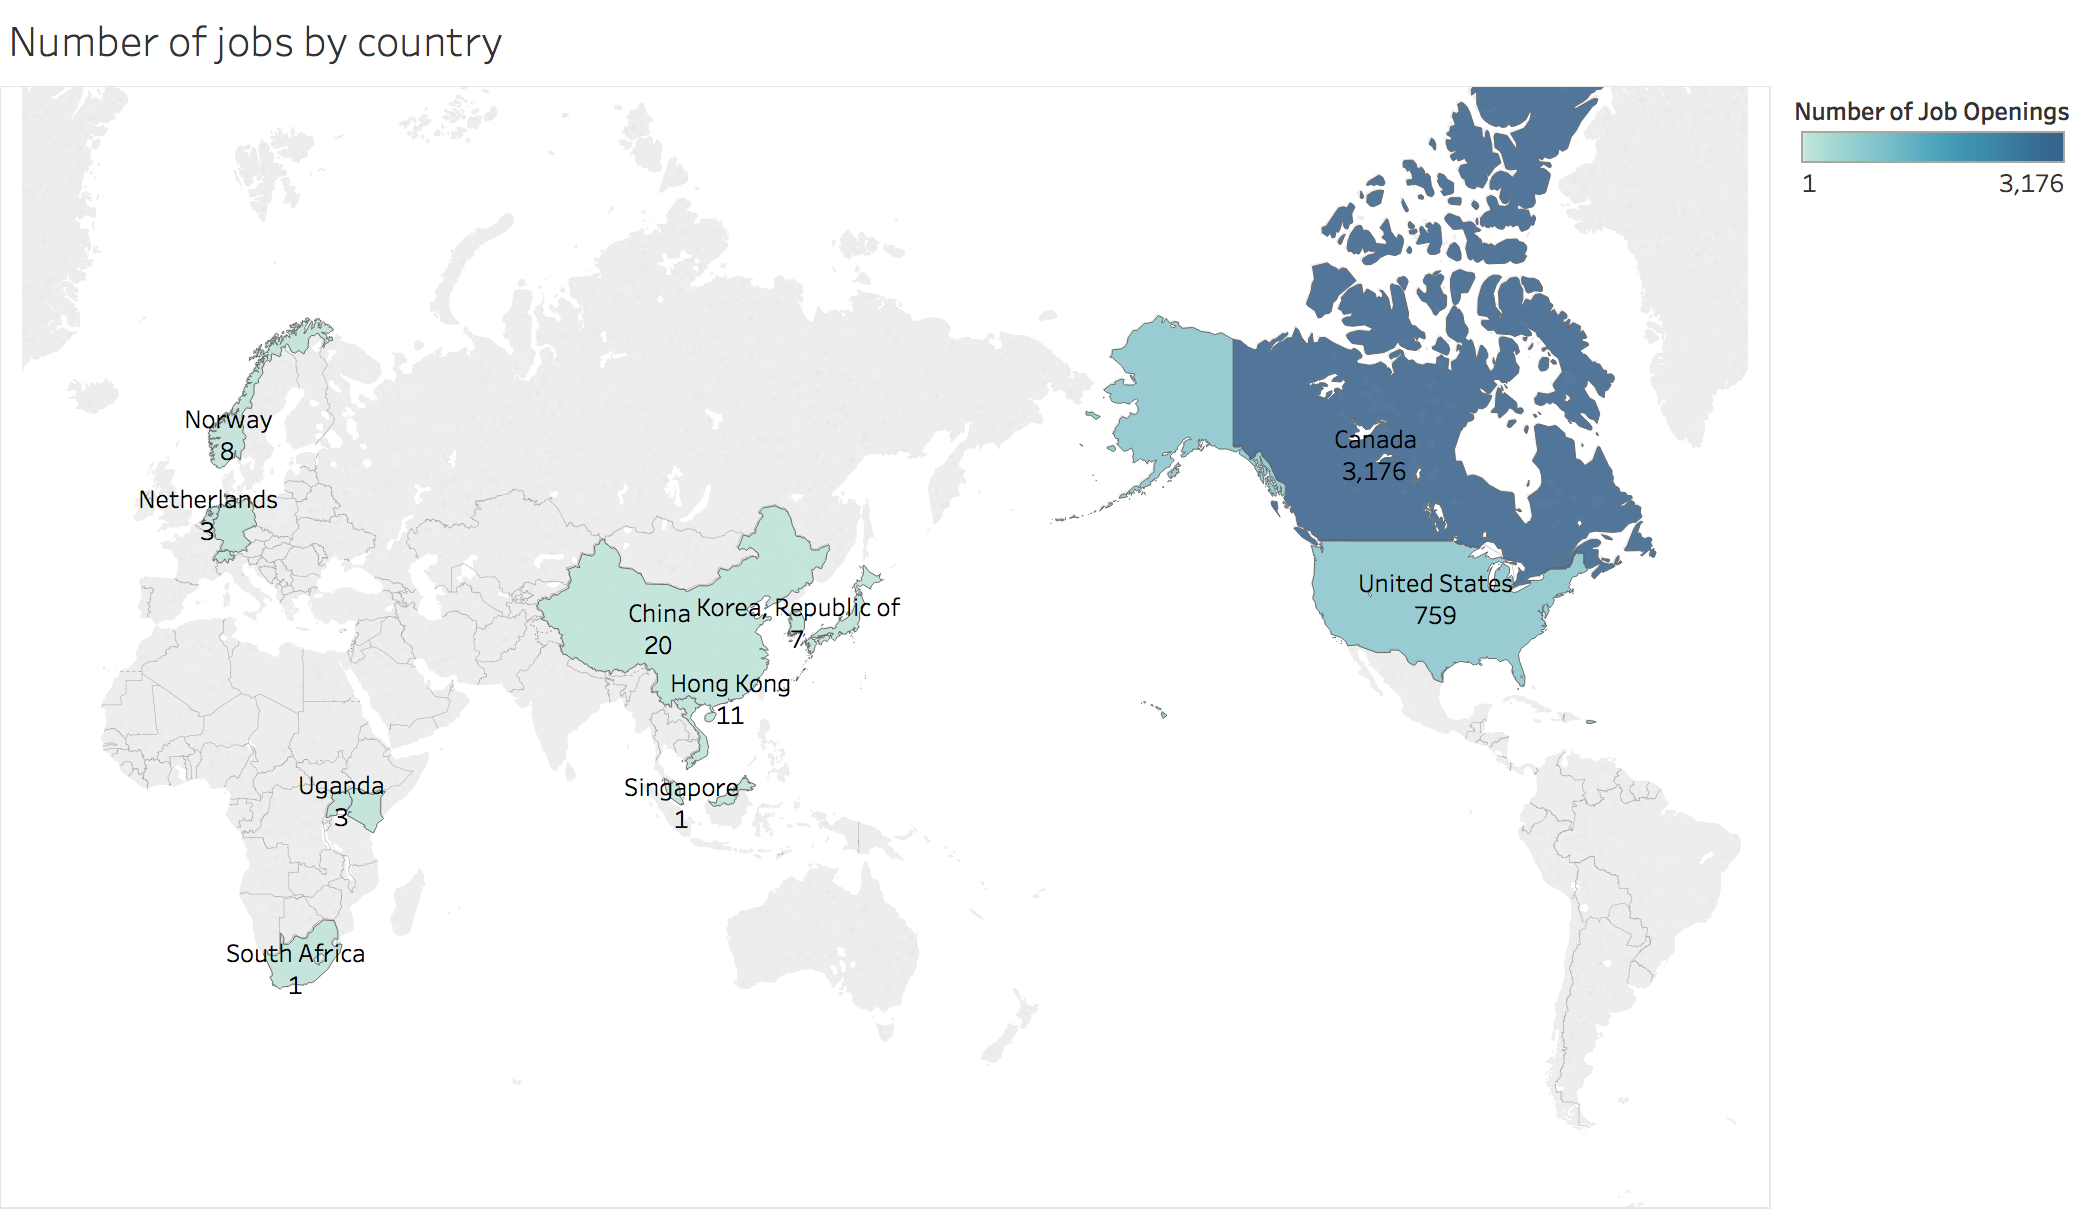 Number of jobs by country
Number of Job Openings
1 3,176
Norway
8
Netherlands
3
Canada
3,176
United States
759
China
20
Korea, Republic of
7
Hong Kong
11
Uganda
3
Singapore
1
South Africa
1